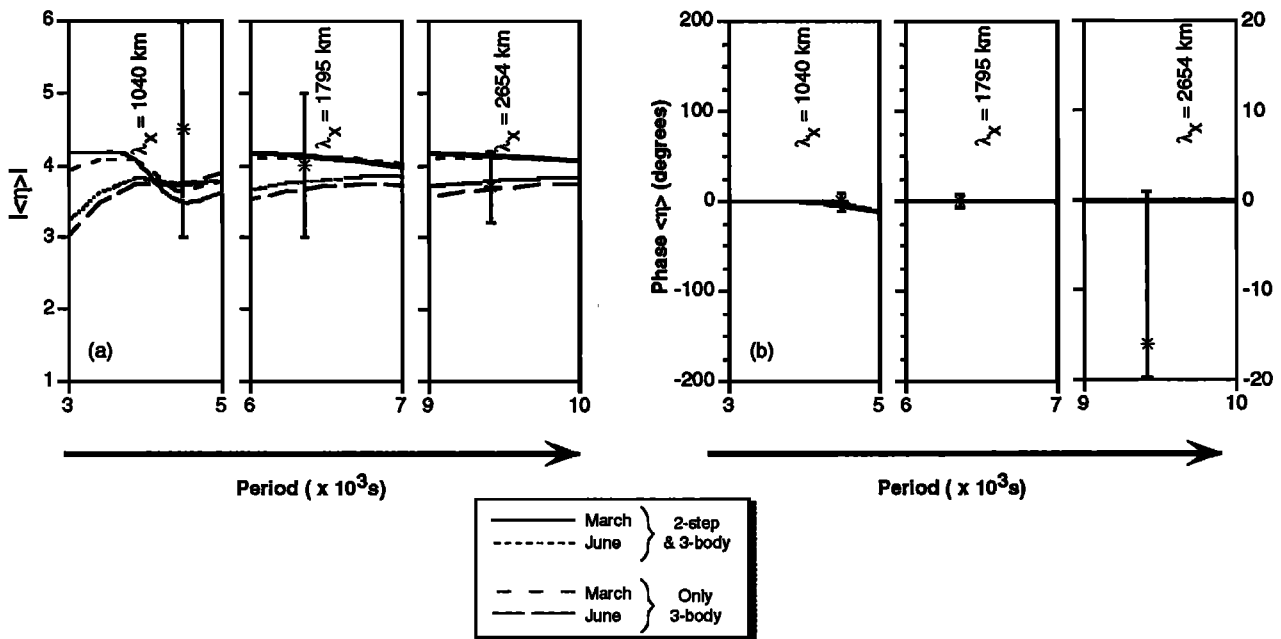 6
5
4
3
2
1
|<η>|
λx = 1040 km
λx = 1795 km
λx = 2654 km
(a)
3
5
6
7
9
10
Period ( x 10³s)
200
100
0
-100
-200
Phase <η> (degrees)
λx = 1040 km
λx = 1795 km
λx = 2654 km
20
10
0
-10
-20
(b)
3
5
6
7
9
10
Period ( x 10³s)
March
June
2-step
& 3-body
March
June
Only
3-body